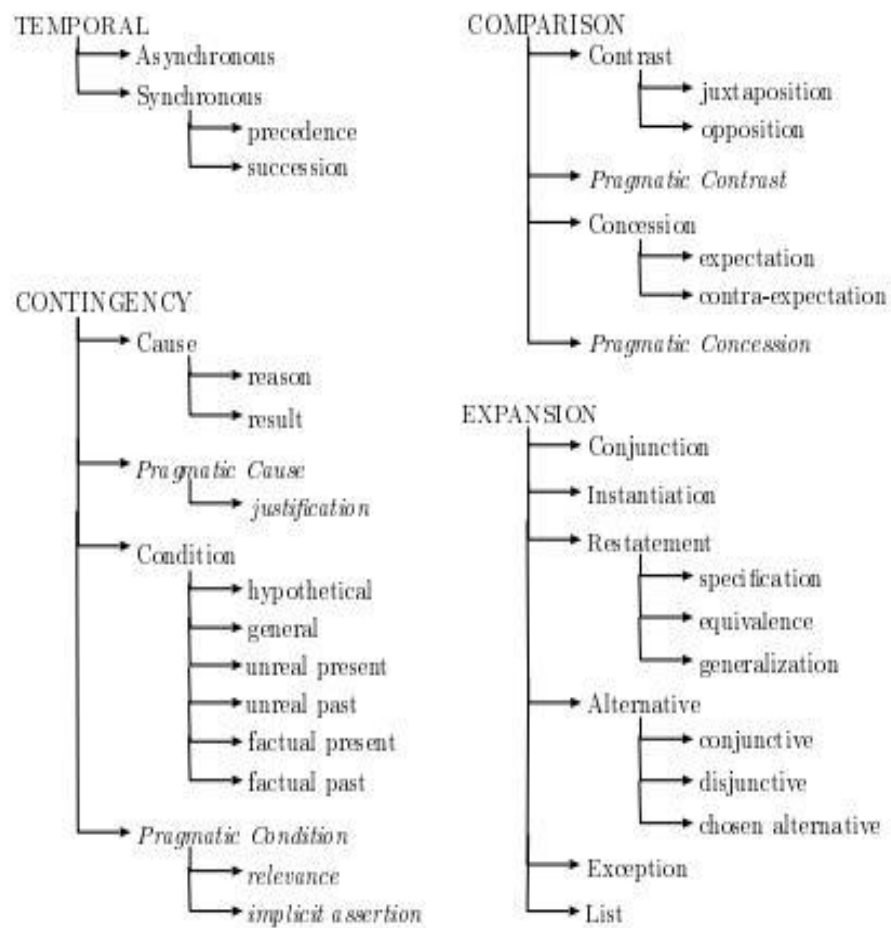 TEMPORAL
Asynchronous
Synchronous
precedence
succession
CONTINGENCY
Cause
reason
result
Pragmatic Cause
justification
Condition
hypothetical
general
unreal present
unreal past
factual present
factual past
Pragmatic Condition
relevance
implicit assertion
COMPARISON
Contrast
juxtaposition
opposition
Pragmatic Contrast
Concession
expectation
contra-expectation
Pragmatic Concession
EXPANSION
Conjunction
Instantiation
Restatement
specification
equivalence
generalization
Alternative
conjunctive
disjunctive
chosen alternative
Exception
List